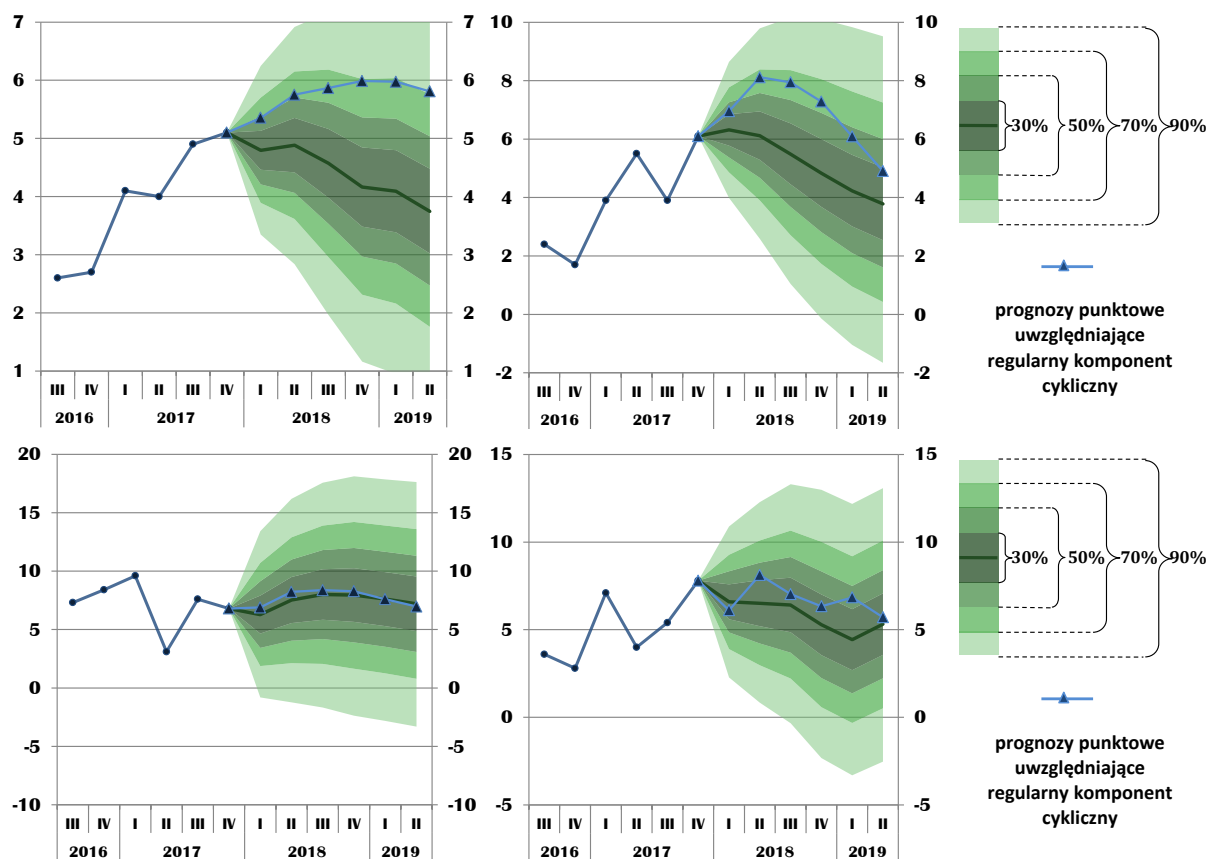 7 7 10 10
6 6 8 8
5 5 6 6
4 4 4 4
3 3 2 2
2 2 0 0
1 1 -2 -2
III IV I II III IV I II III IV I II
2016 2017 2018 2019
III IV I II III IV I II III IV I II
2016 2017 2018 2019
30% 50% 70% 90%
prognozy punktowe
uwzględniające
regularny komponent
cykliczny
20 20 15 15
15 15
10 10 10 10
5 5 5 5
0 0 0 0
-5 -5
-10 -10 -5 -5
III IV I II III IV I II III IV I II
2016 2017 2018 2019
III IV I II III IV I II III IV I II
2016 2017 2018 2019
30% 50% 70% 90%
prognozy punktowe
uwzględniające
regularny komponent
cykliczny